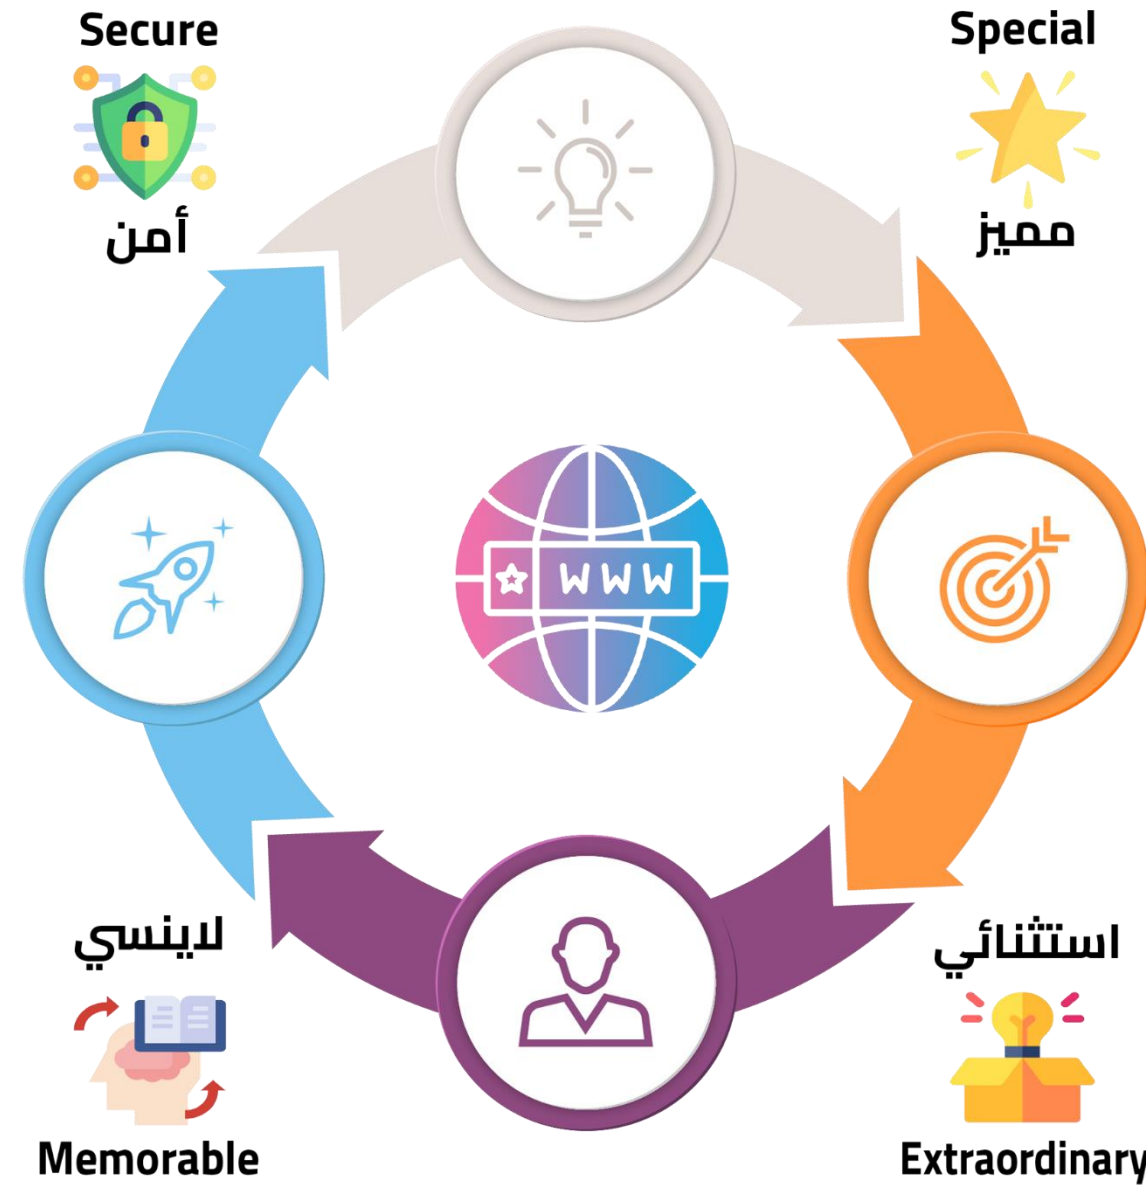 Secure
أمن
Special
مميز
WWW
لاينسي
Memorable
استثنائي
Extraordinary